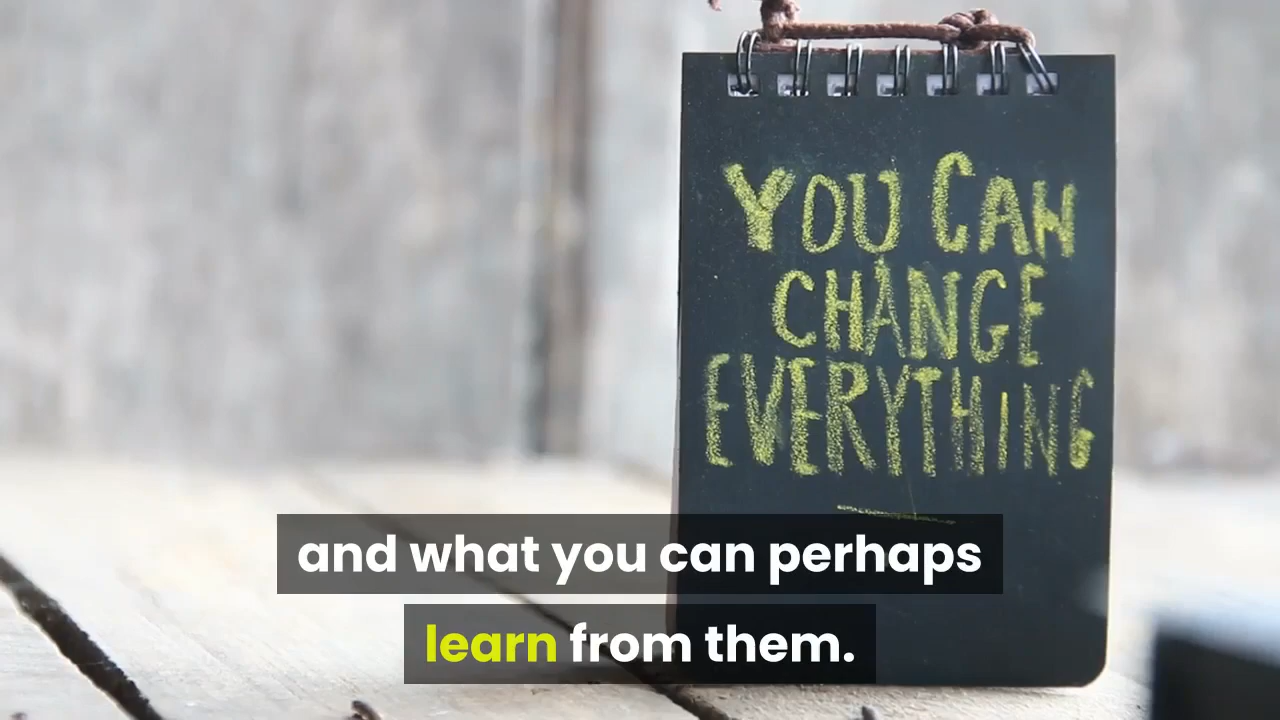 YOU CAN
CHANGE
EVERYTHING
and what you can perhaps
learn from them.